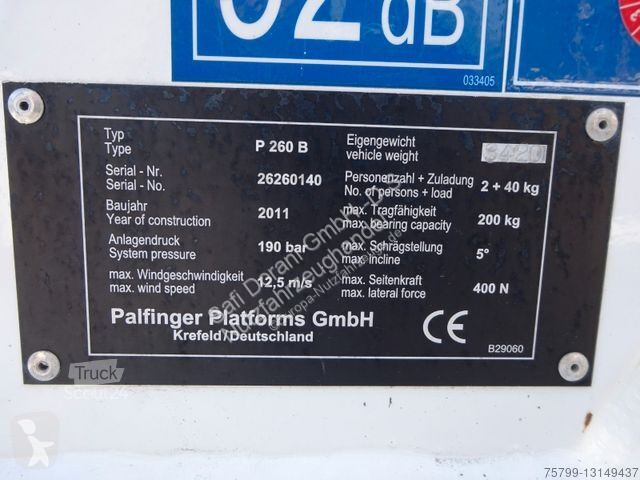 dB
033405
Typ
Type
P 260 B
Eigengewicht
vehicle weight
Serial - Nr.
Serial - No.
26260140
Personenzahl + Zuladung
No. of persons + load
2 + 40 kg
Baujahr
Year of construction
2011
max. Tragfähigkeit
max. bearing capacity
200 kg
Anlagendruck
System pressure
190 bar
max. Schrägstellung
max. incline
5°
max. Windgeschwindigkeit
max. wind speed
12,5 m/s
max. Seitenkraft
max. lateral force
400 N
Palfinger Platforms GmbH
Krefeld/Deutschland
CE
B29060
Truck
Scout24
75799-13149437